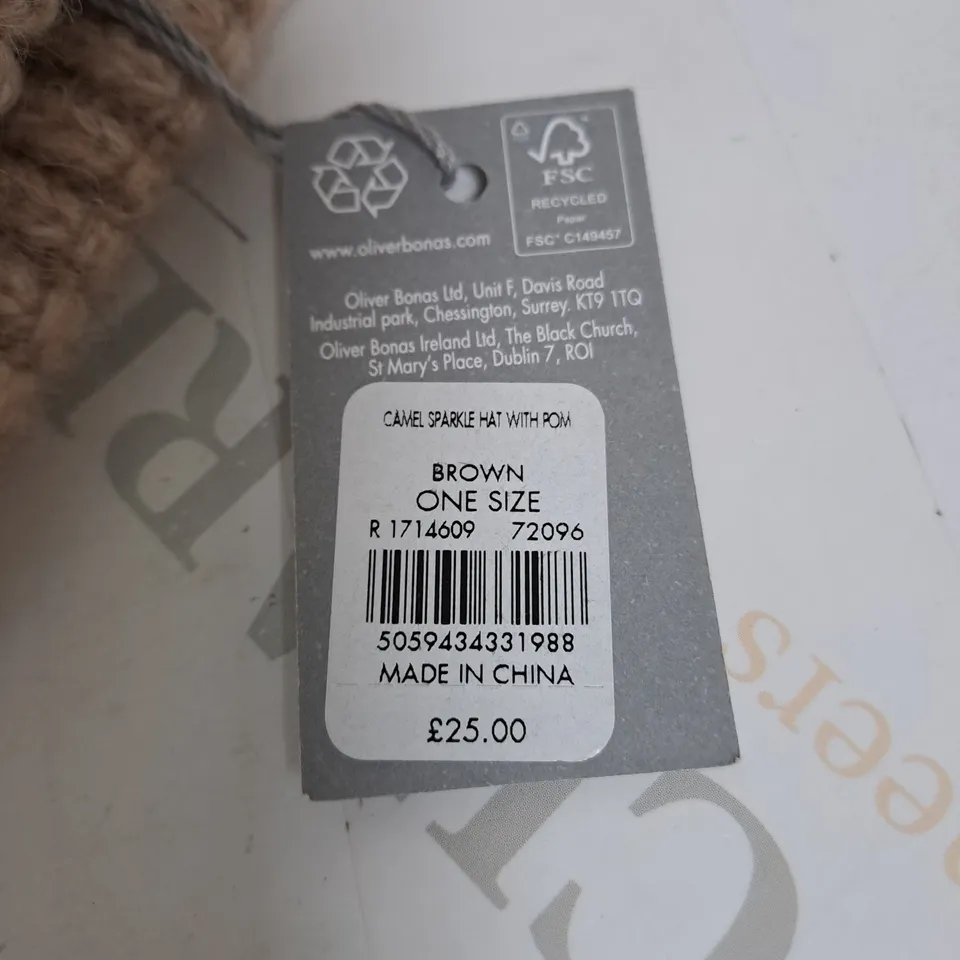 FSC
RECYCLED
Paper
FSC® C149457
www.oliverbonas.com
Oliver Bonas Ltd, Unit F, Davis Road
Industrial park, Chessington, Surrey. KT9 1TQ
Oliver Bonas Ireland Ltd, The Black Church,
St Mary's Place, Dublin 7, ROI
CAMEL SPARKLE HAT WITH POM
BROWN
ONE SIZE
R 1714609 72096
5059434331988
MADE IN CHINA
£25.00
eers